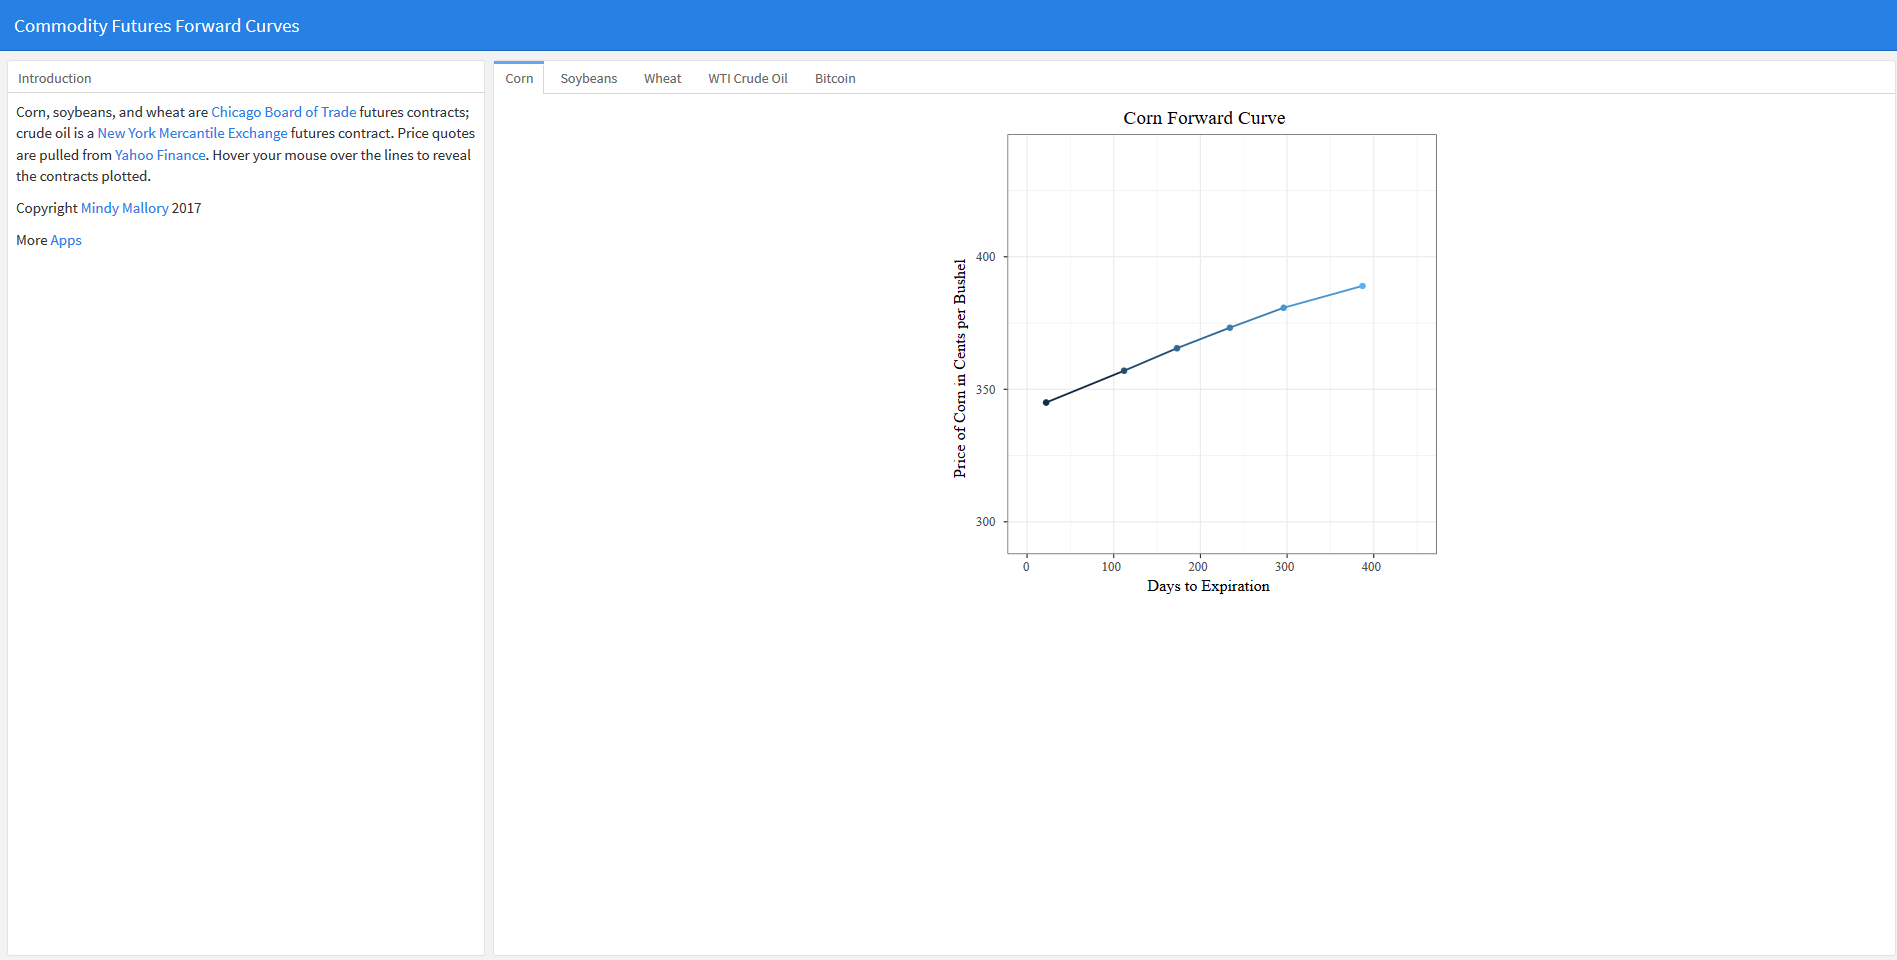 Commodity Futures Forward Curves
Introduction
Corn, soybeans, and wheat are Chicago Board of Trade futures contracts;
crude oil is a New York Mercantile Exchange futures contract. Price quotes
are pulled from Yahoo Finance. Hover your mouse over the lines to reveal
the contracts plotted.
Copyright Mindy Mallory 2017
More Apps
Corn Soybeans Wheat WTI Crude Oil Bitcoin
Corn Forward Curve
Price of Corn in Cents per Bushel
400
350
300
0 100 200 300 400
Days to Expiration